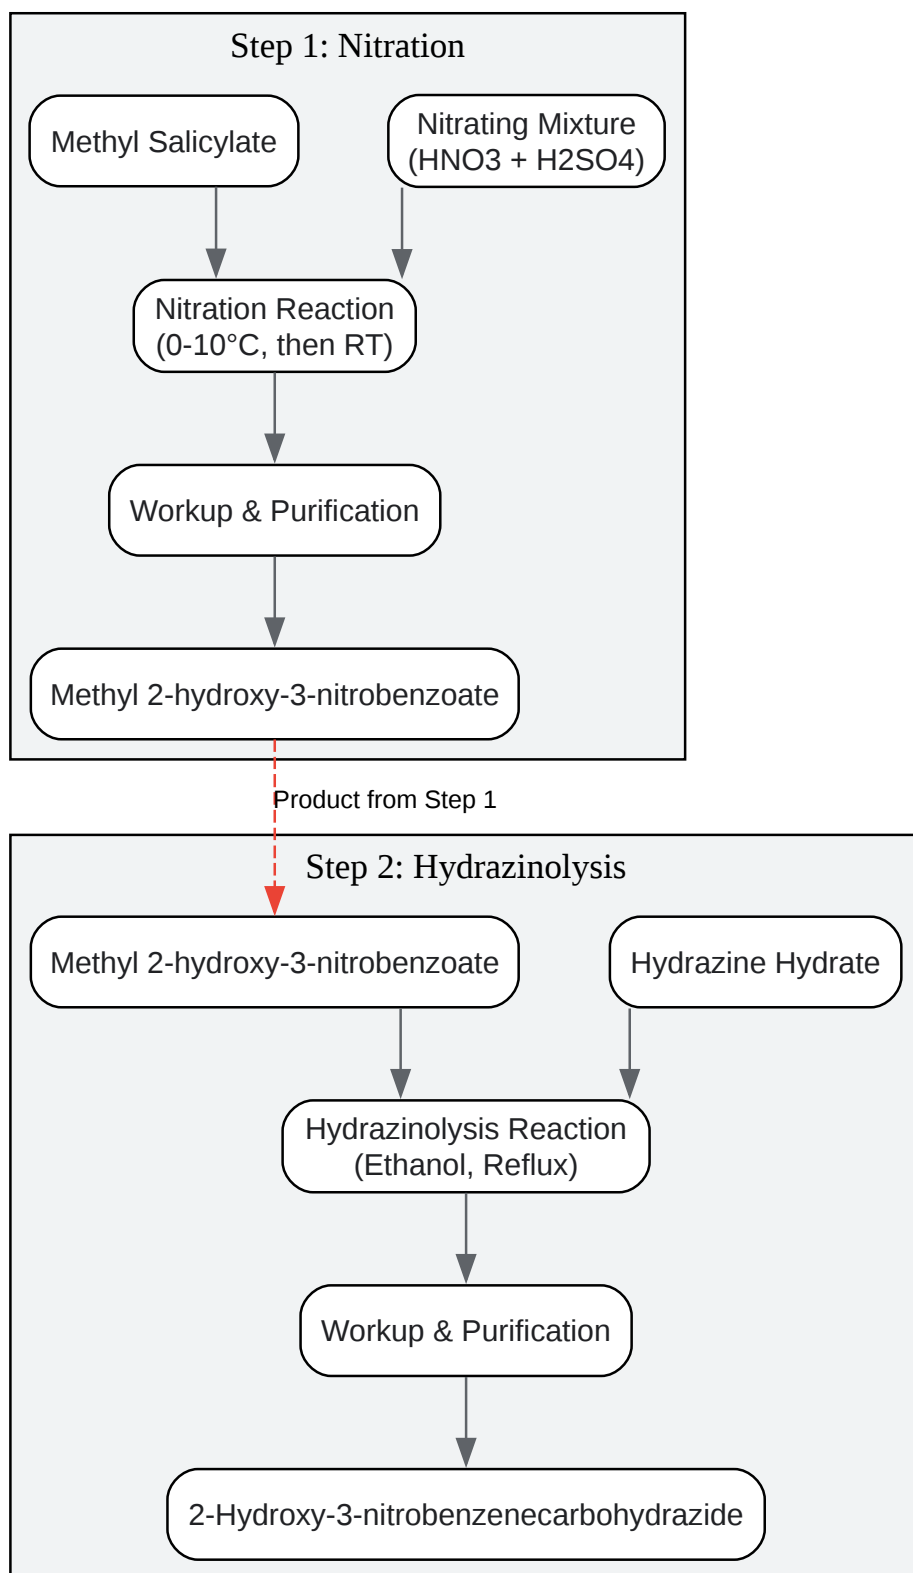 Step 1: Nitration
Methyl Salicylate
Nitrating Mixture
(HNO3 + H2SO4)
Nitration Reaction
(0-10°C, then RT)
Workup & Purification
Methyl 2-hydroxy-3-nitrobenzoate
Product from Step 1
Step 2: Hydrazinolysis
Methyl 2-hydroxy-3-nitrobenzoate
Hydrazine Hydrate
Hydrazinolysis Reaction
(Ethanol, Reflux)
Workup & Purification
2-Hydroxy-3-nitrobenzenecarbohydrazide